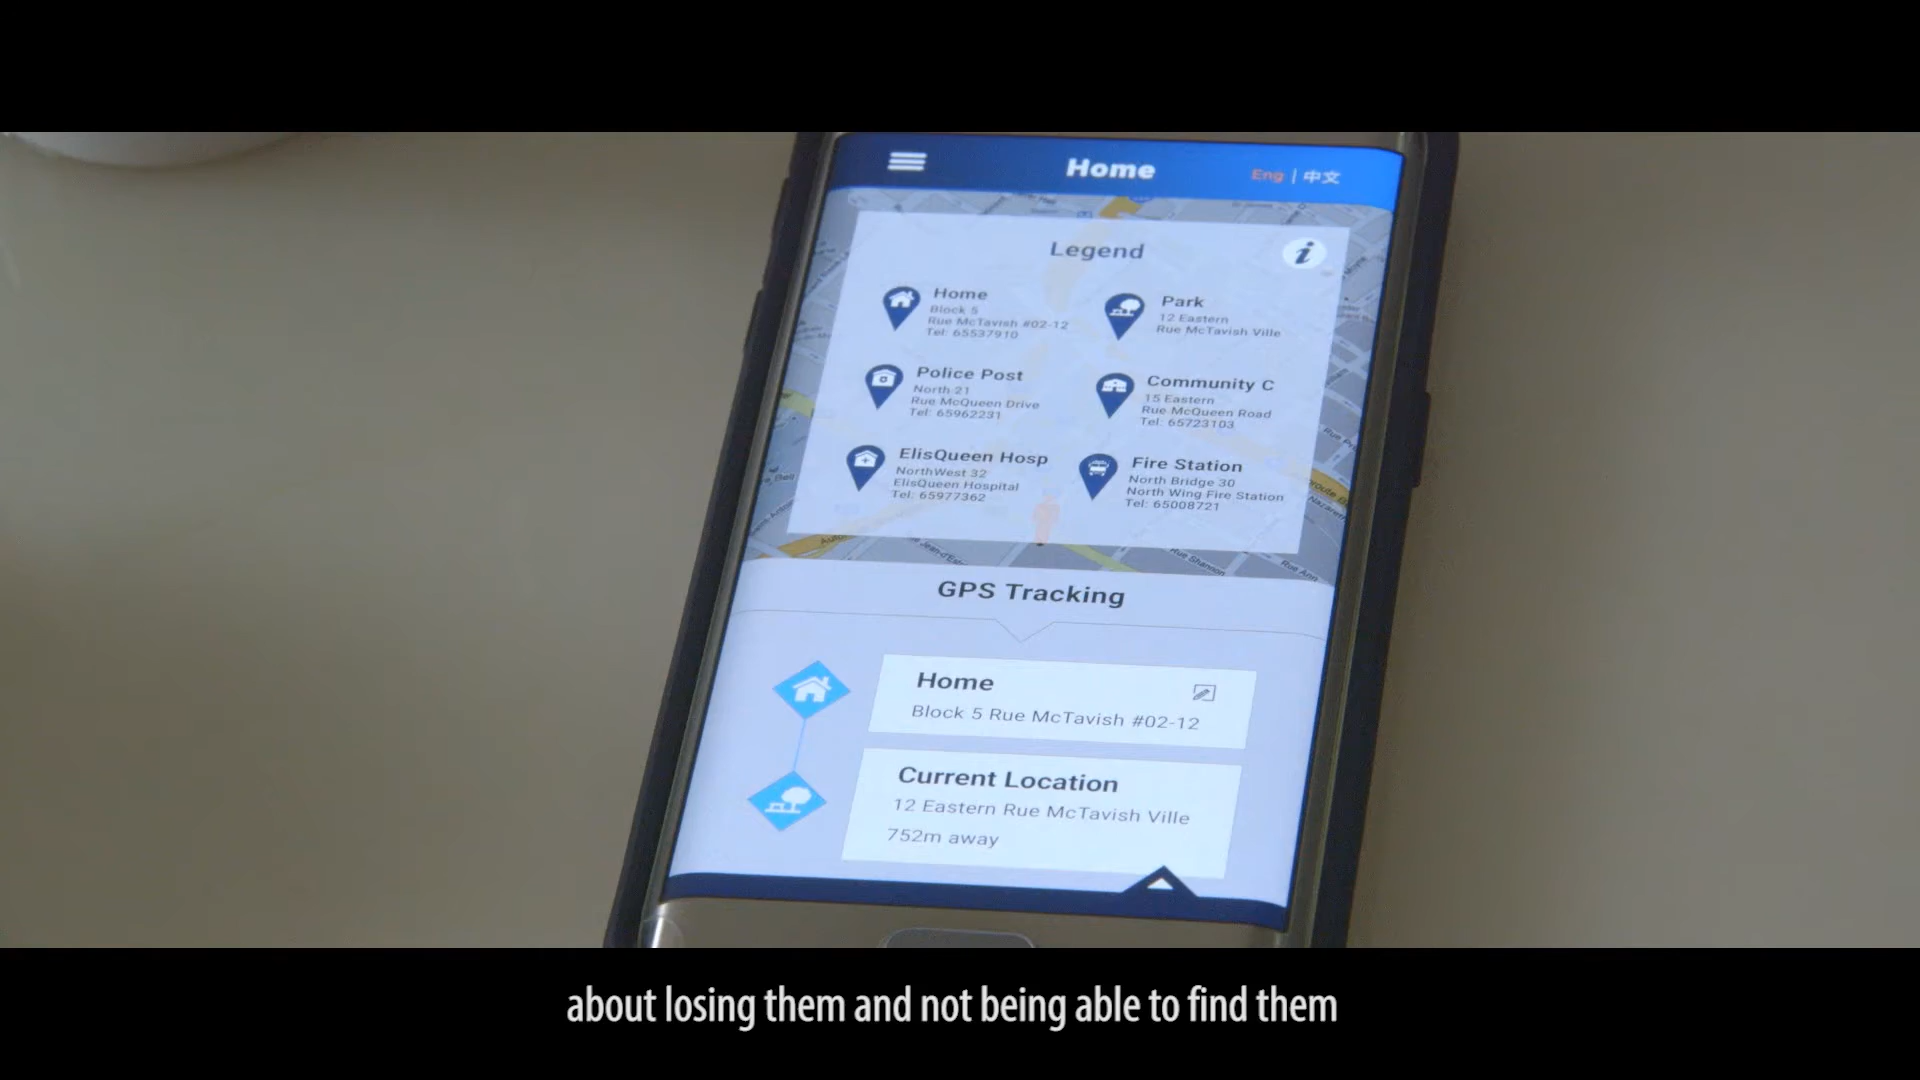 Home
Eng | 中文
Legend
Home
Block 5
Rue McTavish #02-12
Tel: 65537910
Park
12 Eastern
Rue McTavish Ville
Police Post
North 21
Rue McQueen Drive
Tel: 65962231
Community C
15 Eastern
Rue McQueen Road
Tel: 65723103
ElisQueen Hosp
NorthWest 32
ElisQueen Hospital
Tel: 65977362
Fire Station
North Bridge 30
North Wing Fire Station
Tel: 65008721
Rue Shannon
Rue Ann
GPS Tracking
Home
Block 5 Rue McTavish #02-12
Current Location
12 Eastern Rue McTavish Ville
752m away
about losing them and not being able to find them